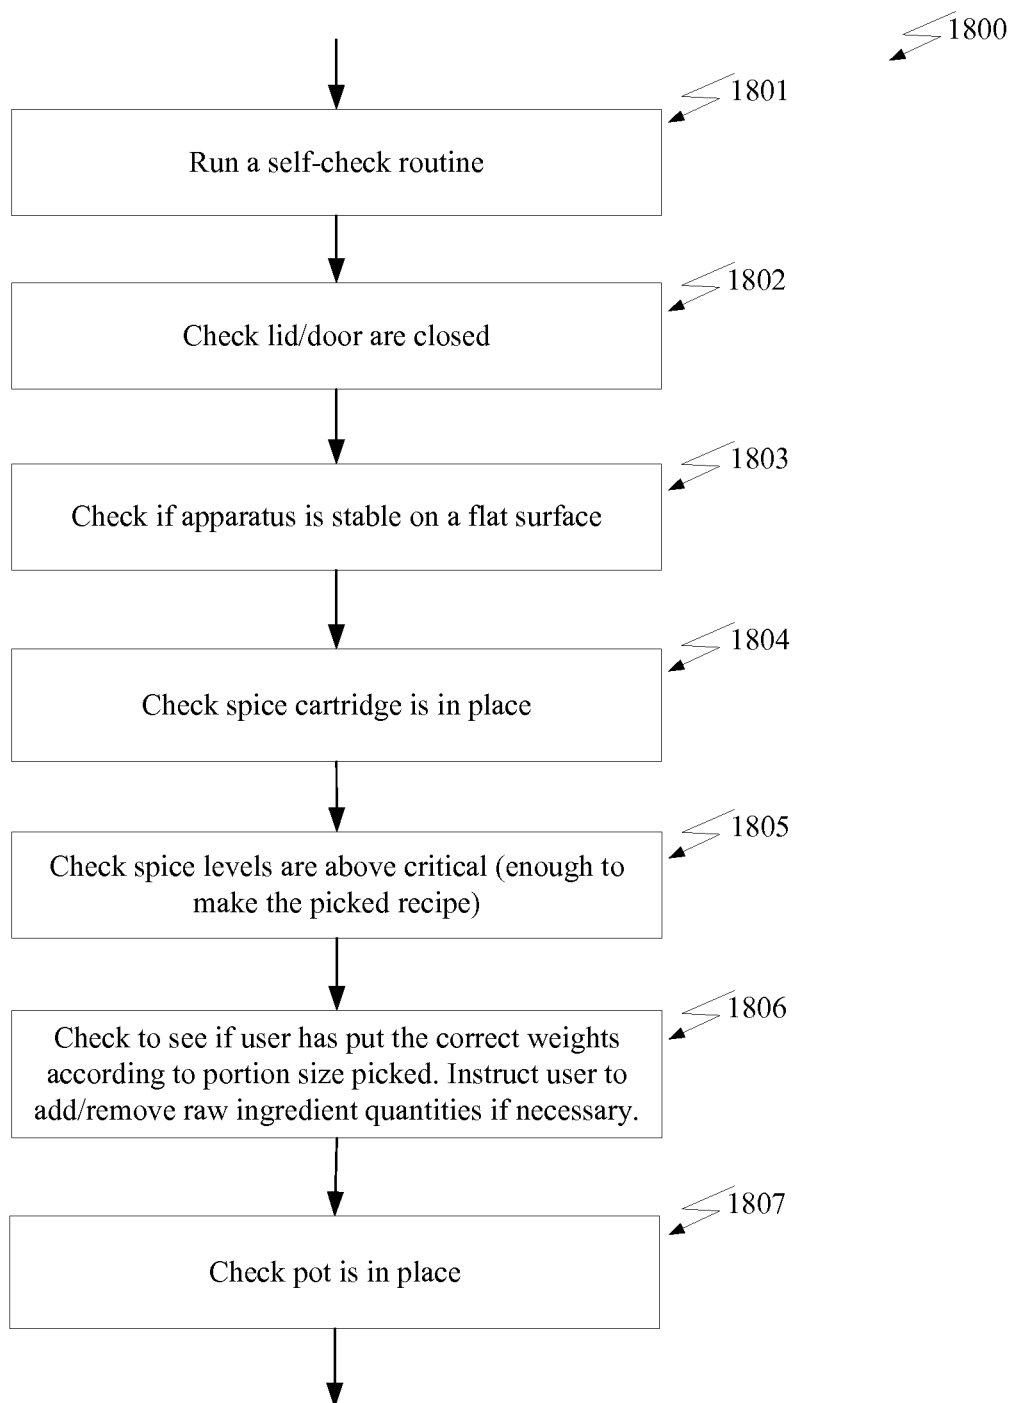 1800
1801
Run a self-check routine
1802
Check lid/door are closed
1803
Check if apparatus is stable on a flat surface
1804
Check spice cartridge is in place
1805
Check spice levels are above critical (enough to
make the picked recipe)
1806
Check to see if user has put the correct weights
according to portion size picked. Instruct user to
add/remove raw ingredient quantities if necessary.
1807
Check pot is in place